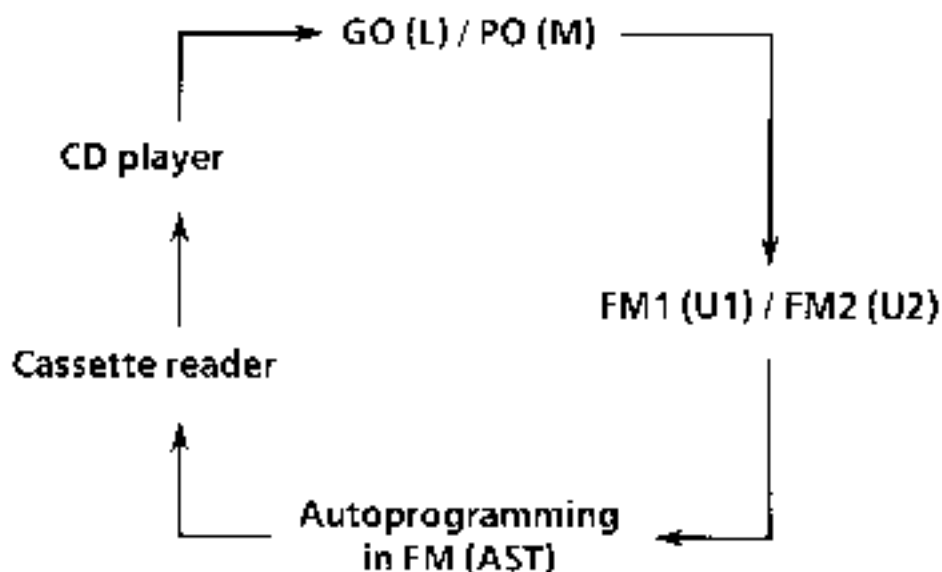 GO (L) / PO (M)
CD player
FM1 (U1) / FM2 (U2)
Cassette reader
Autoprogramming
in FM (AST)